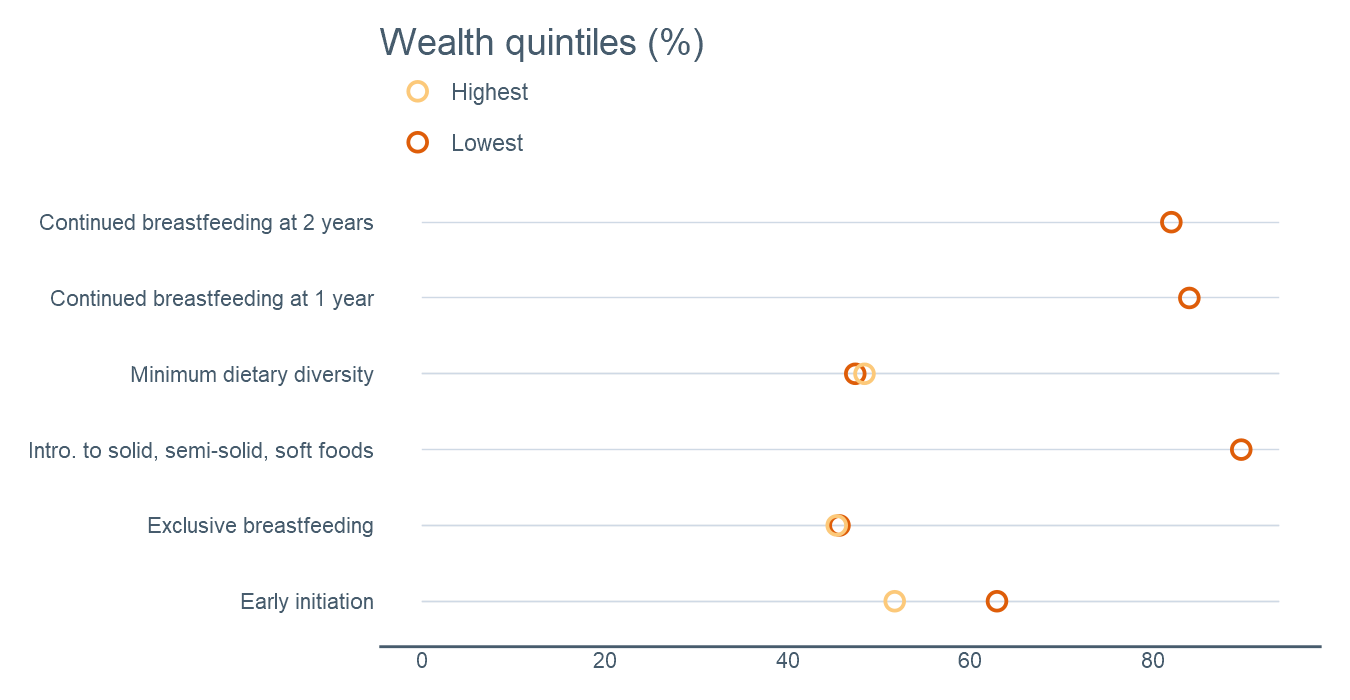 Wealth quintiles (%)
Highest
Lowest
Continued breastfeeding at 2 years
Continued breastfeeding at 1 year
Minimum dietary diversity
Intro. to solid, semi-solid, soft foods
Exclusive breastfeeding
Early initiation
0 20 40 60 80